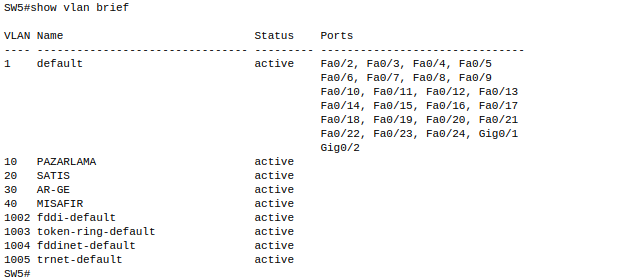 SW5#show vlan brief
VLAN Name                             Status    Ports
---- -------------------------------- --------- -------------------------------
1    default                          active    Fa0/2, Fa0/3, Fa0/4, Fa0/5
                                                Fa0/6, Fa0/7, Fa0/8, Fa0/9
                                                Fa0/10, Fa0/11, Fa0/12, Fa0/13
                                                Fa0/14, Fa0/15, Fa0/16, Fa0/17
                                                Fa0/18, Fa0/19, Fa0/20, Fa0/21
                                                Fa0/22, Fa0/23, Fa0/24, Gig0/1
                                                Gig0/2
10   PAZARLAMA                        active
20   SATIS                            active
30   AR-GE                            active
40   MISAFIR                          active
1002 fddi-default                     active
1003 token-ring-default               active
1004 fddinet-default                  active
1005 trnet-default                    active
SW5#